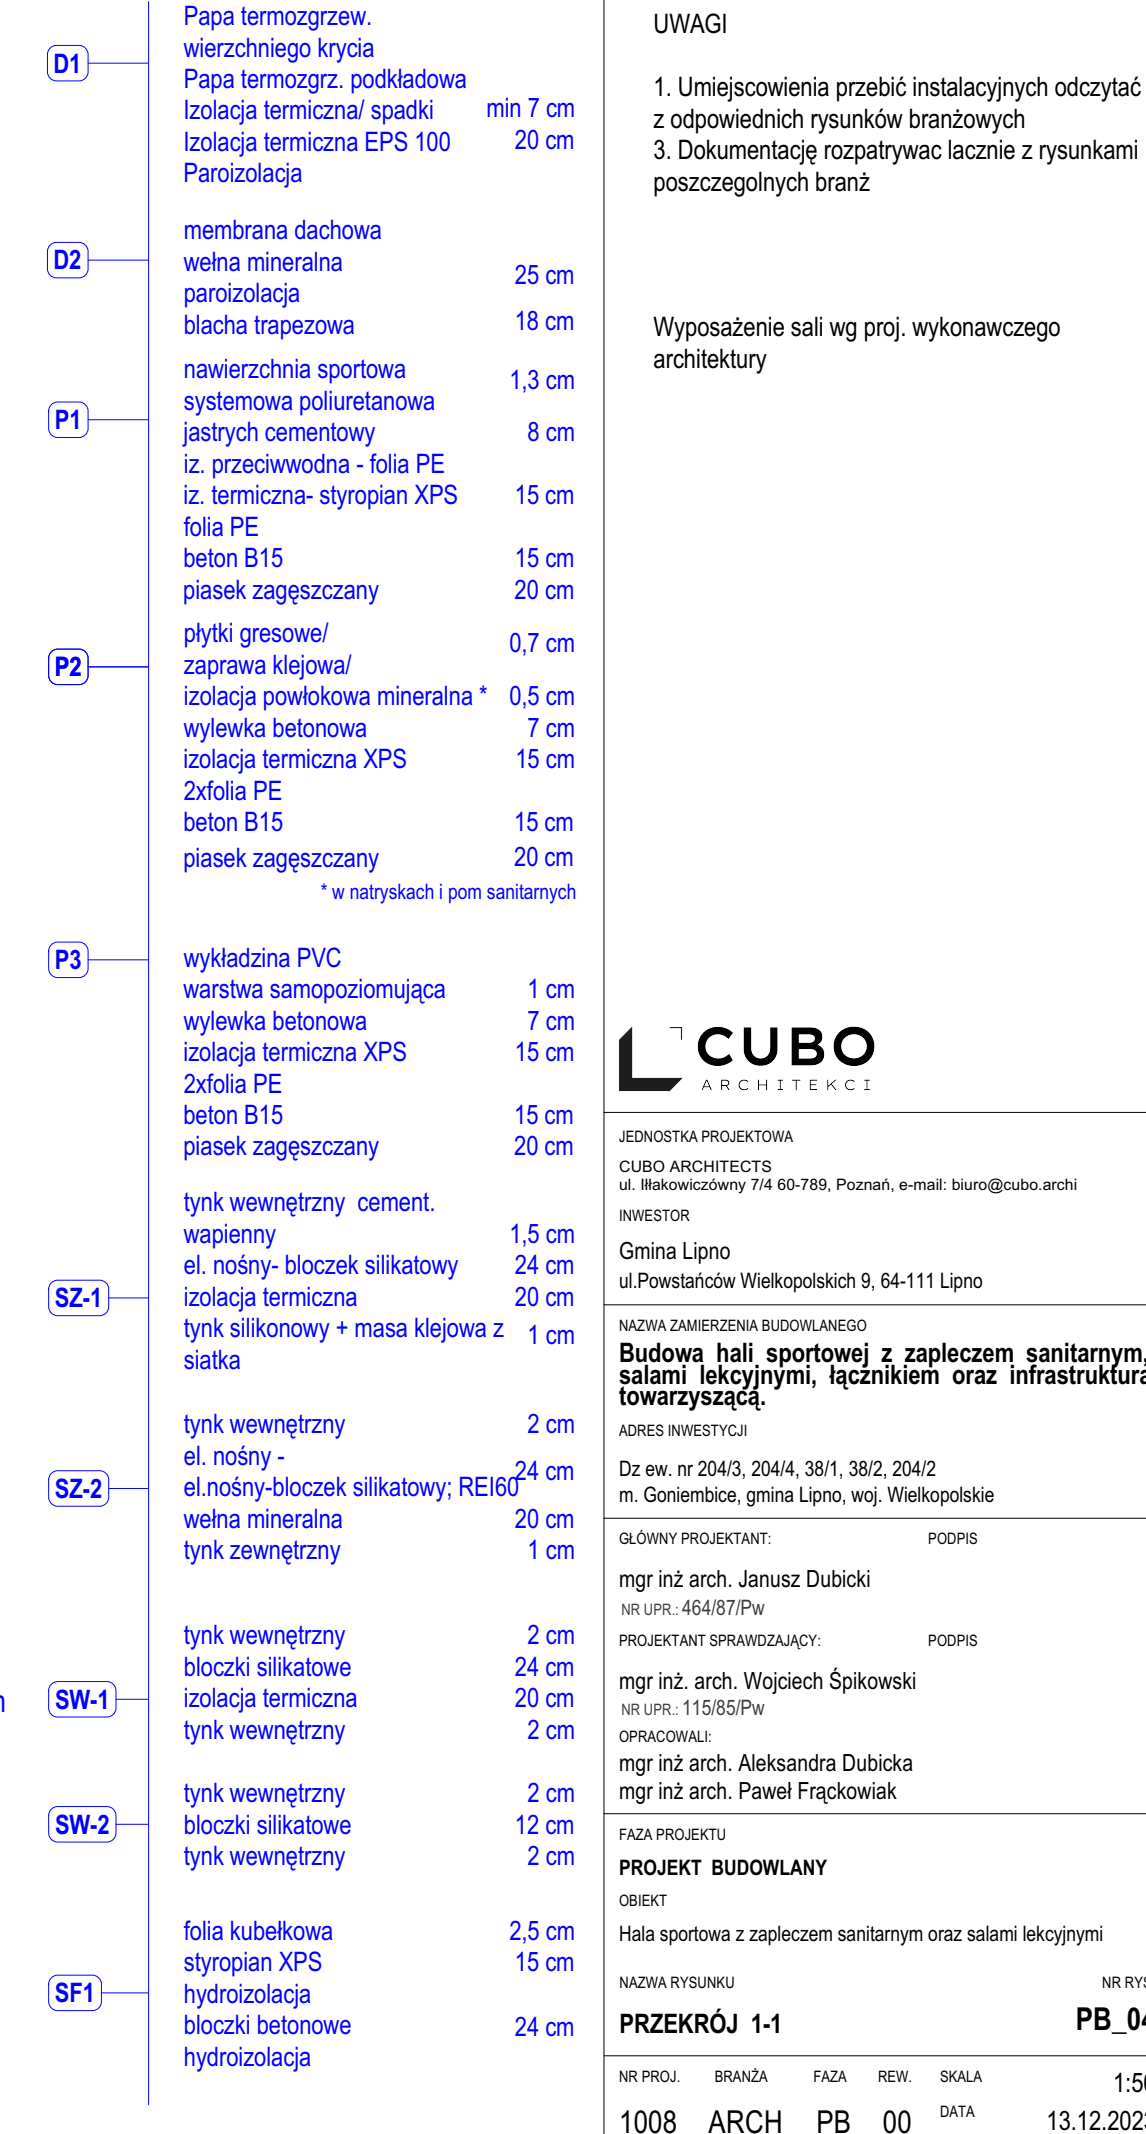 D1
Papa termozgrzew.
wierzchniego krycia
Papa termozgrz. podkładowa
Izolacja termiczna/ spadki min 7 cm
Izolacja termiczna EPS 100 20 cm
Paroizolacja
D2
membrana dachowa
wełna mineralna 25 cm
paroizolacja
blacha trapezowa 18 cm
P1
nawierzchnia sportowa 1,3 cm
systemowa poliuretanowa
jastrych cementowy 8 cm
iz. przeciwwodna - folia PE
iz. termiczna- styropian XPS 15 cm
folia PE
beton B15 15 cm
piasek zagęszczany 20 cm
P2
płytki gresowe/ 0,7 cm
zaprawa klejowa/
izolacja powłokowa mineralna * 0,5 cm
wylewka betonowa 7 cm
izolacja termiczna XPS 15 cm
2xfolia PE
beton B15 15 cm
piasek zagęszczany 20 cm
* w natryskach i pom sanitarnych
P3
wykładzina PVC
warstwa samopoziomująca 1 cm
wylewka betonowa 7 cm
izolacja termiczna XPS 15 cm
2xfolia PE
beton B15 15 cm
piasek zagęszczany 20 cm
SZ-1
tynk wewnętrzny cement.
wapienny 1,5 cm
el. nośny- bloczek silikatowy 24 cm
izolacja termiczna 20 cm
tynk silikonowy + masa klejowa z 1 cm
siatka
SZ-2
tynk wewnętrzny 2 cm
el. nośny -
el.nośny-bloczek silikatowy; REI60 24 cm
wełna mineralna 20 cm
tynk zewnętrzny 1 cm
SW-1
tynk wewnętrzny 2 cm
bloczki silikatowe 24 cm
izolacja termiczna 20 cm
tynk wewnętrzny 2 cm
SW-2
tynk wewnętrzny 2 cm
bloczki silikatowe 12 cm
tynk wewnętrzny 2 cm
SF1
folia kubełkowa 2,5 cm
styropian XPS 15 cm
hydroizolacja
bloczki betonowe 24 cm
hydroizolacja
UWAGI
1. Umiejscowienia przebić instalacyjnych odczytać
z odpowiednich rysunków branżowych
3. Dokumentację rozpatrywac lacznie z rysunkami
poszczegolnych branż
Wyposażenie sali wg proj. wykonawczego
architektury
CUBO
ARCHITEKCI
JEDNOSTKA PROJEKTOWA
CUBO ARCHITECTS
ul. Iłłakowiczówny 7/4 60-789, Poznań, e-mail: biuro@cubo.archi
INWESTOR
Gmina Lipno
ul.Powstańców Wielkopolskich 9, 64-111 Lipno
NAZWA ZAMIERZENIA BUDOWLANEGO
Budowa hali sportowej z zapleczem sanitarnym,
salami lekcyjnymi, łącznikiem oraz infrastruktura
towarzyszącą.
ADRES INWESTYCJI
Dz ew. nr 204/3, 204/4, 38/1, 38/2, 204/2
m. Goniembice, gmina Lipno, woj. Wielkopolskie
GŁÓWNY PROJEKTANT: PODPIS
mgr inż arch. Janusz Dubicki
NR UPR.: 464/87/Pw
PROJEKTANT SPRAWDZAJĄCY: PODPIS
mgr inż. arch. Wojciech Śpikowski
NR UPR.: 115/85/Pw
OPRACOWALI:
mgr inż arch. Aleksandra Dubicka
mgr inż arch. Paweł Frąckowiak
FAZA PROJEKTU
PROJEKT BUDOWLANY
OBIEKT
Hala sportowa z zapleczem sanitarnym oraz salami lekcyjnymi
NAZWA RYSUNKU NR RYS
PRZEKRÓJ 1-1 PB_04
NR PROJ. BRANŻA FAZA REW. SKALA 1:50
1008 ARCH PB 00 DATA 13.12.2023